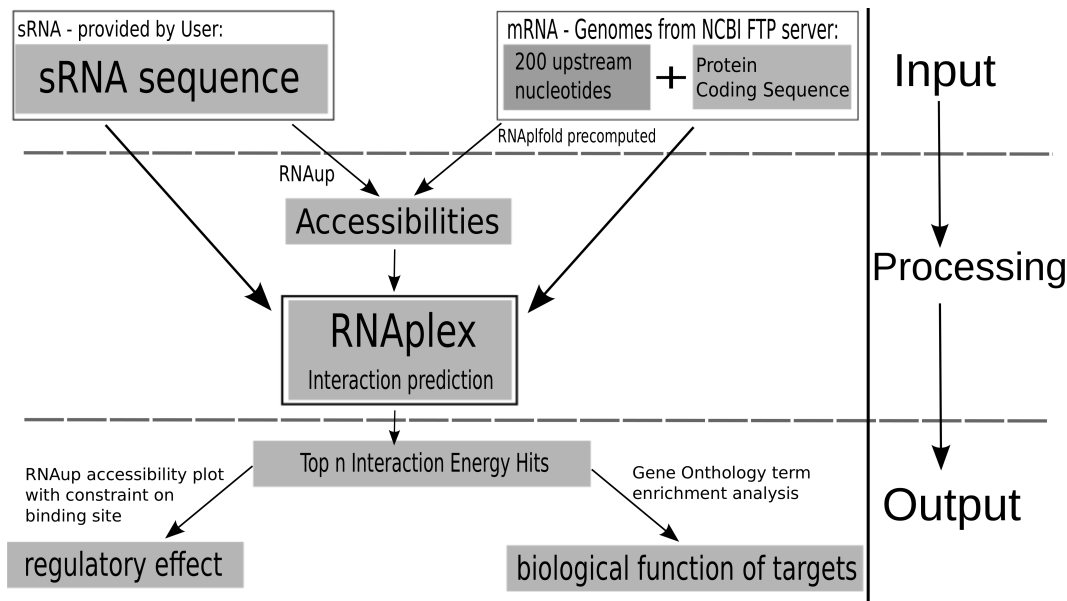 sRNA - provided by User:
sRNA sequence
mRNA - Genomes from NCBI FTP server:
200 upstream
nucleotides
+
Protein
Coding Sequence
Input
RNAplfold precomputed
RNAup
Accessibilities
Processing
RNAplex
Interaction prediction
Top n Interaction Energy Hits
RNAup accessibility plot
with constraint on
binding site
Gene Onthology term
enrichment analysis
Output
regulatory effect
biological function of targets